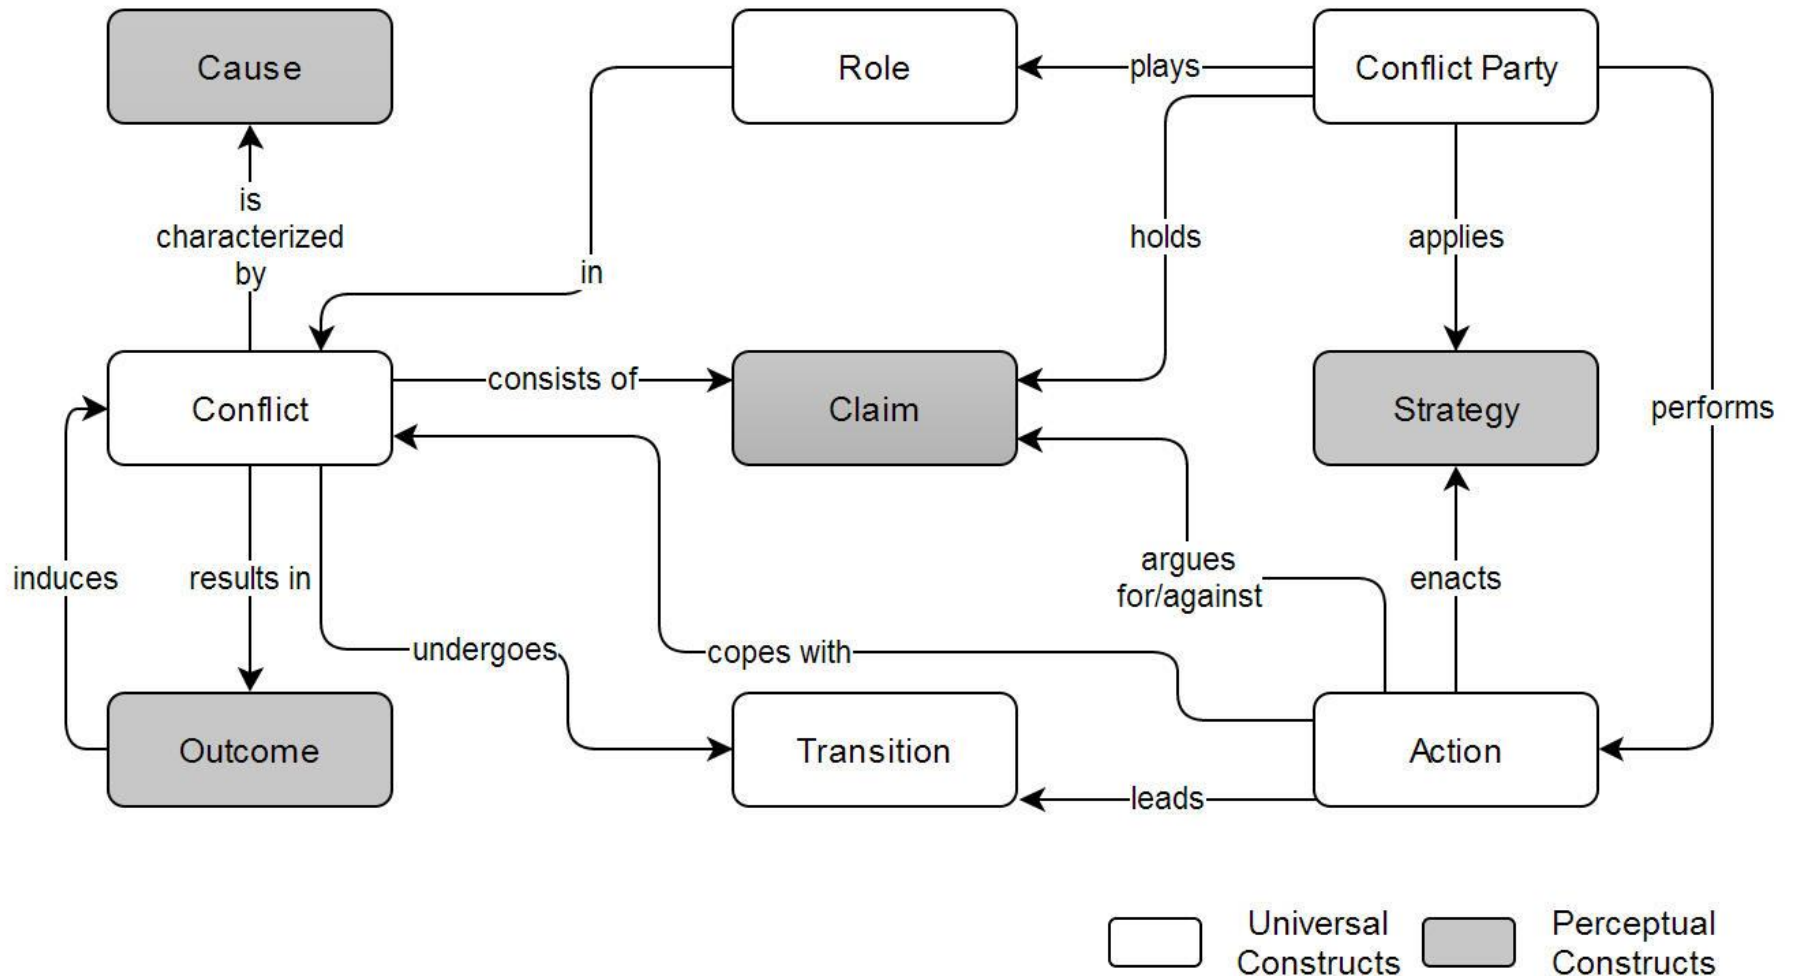 Cause
Role
plays
Conflict Party
is
characterized
by
in
holds
applies
Conflict
consists of
Claim
Strategy
performs
induces
results in
argues
for/against
enacts
undergoes
copes with
Outcome
Transition
Action
leads
Universal
Constructs
Perceptual
Constructs